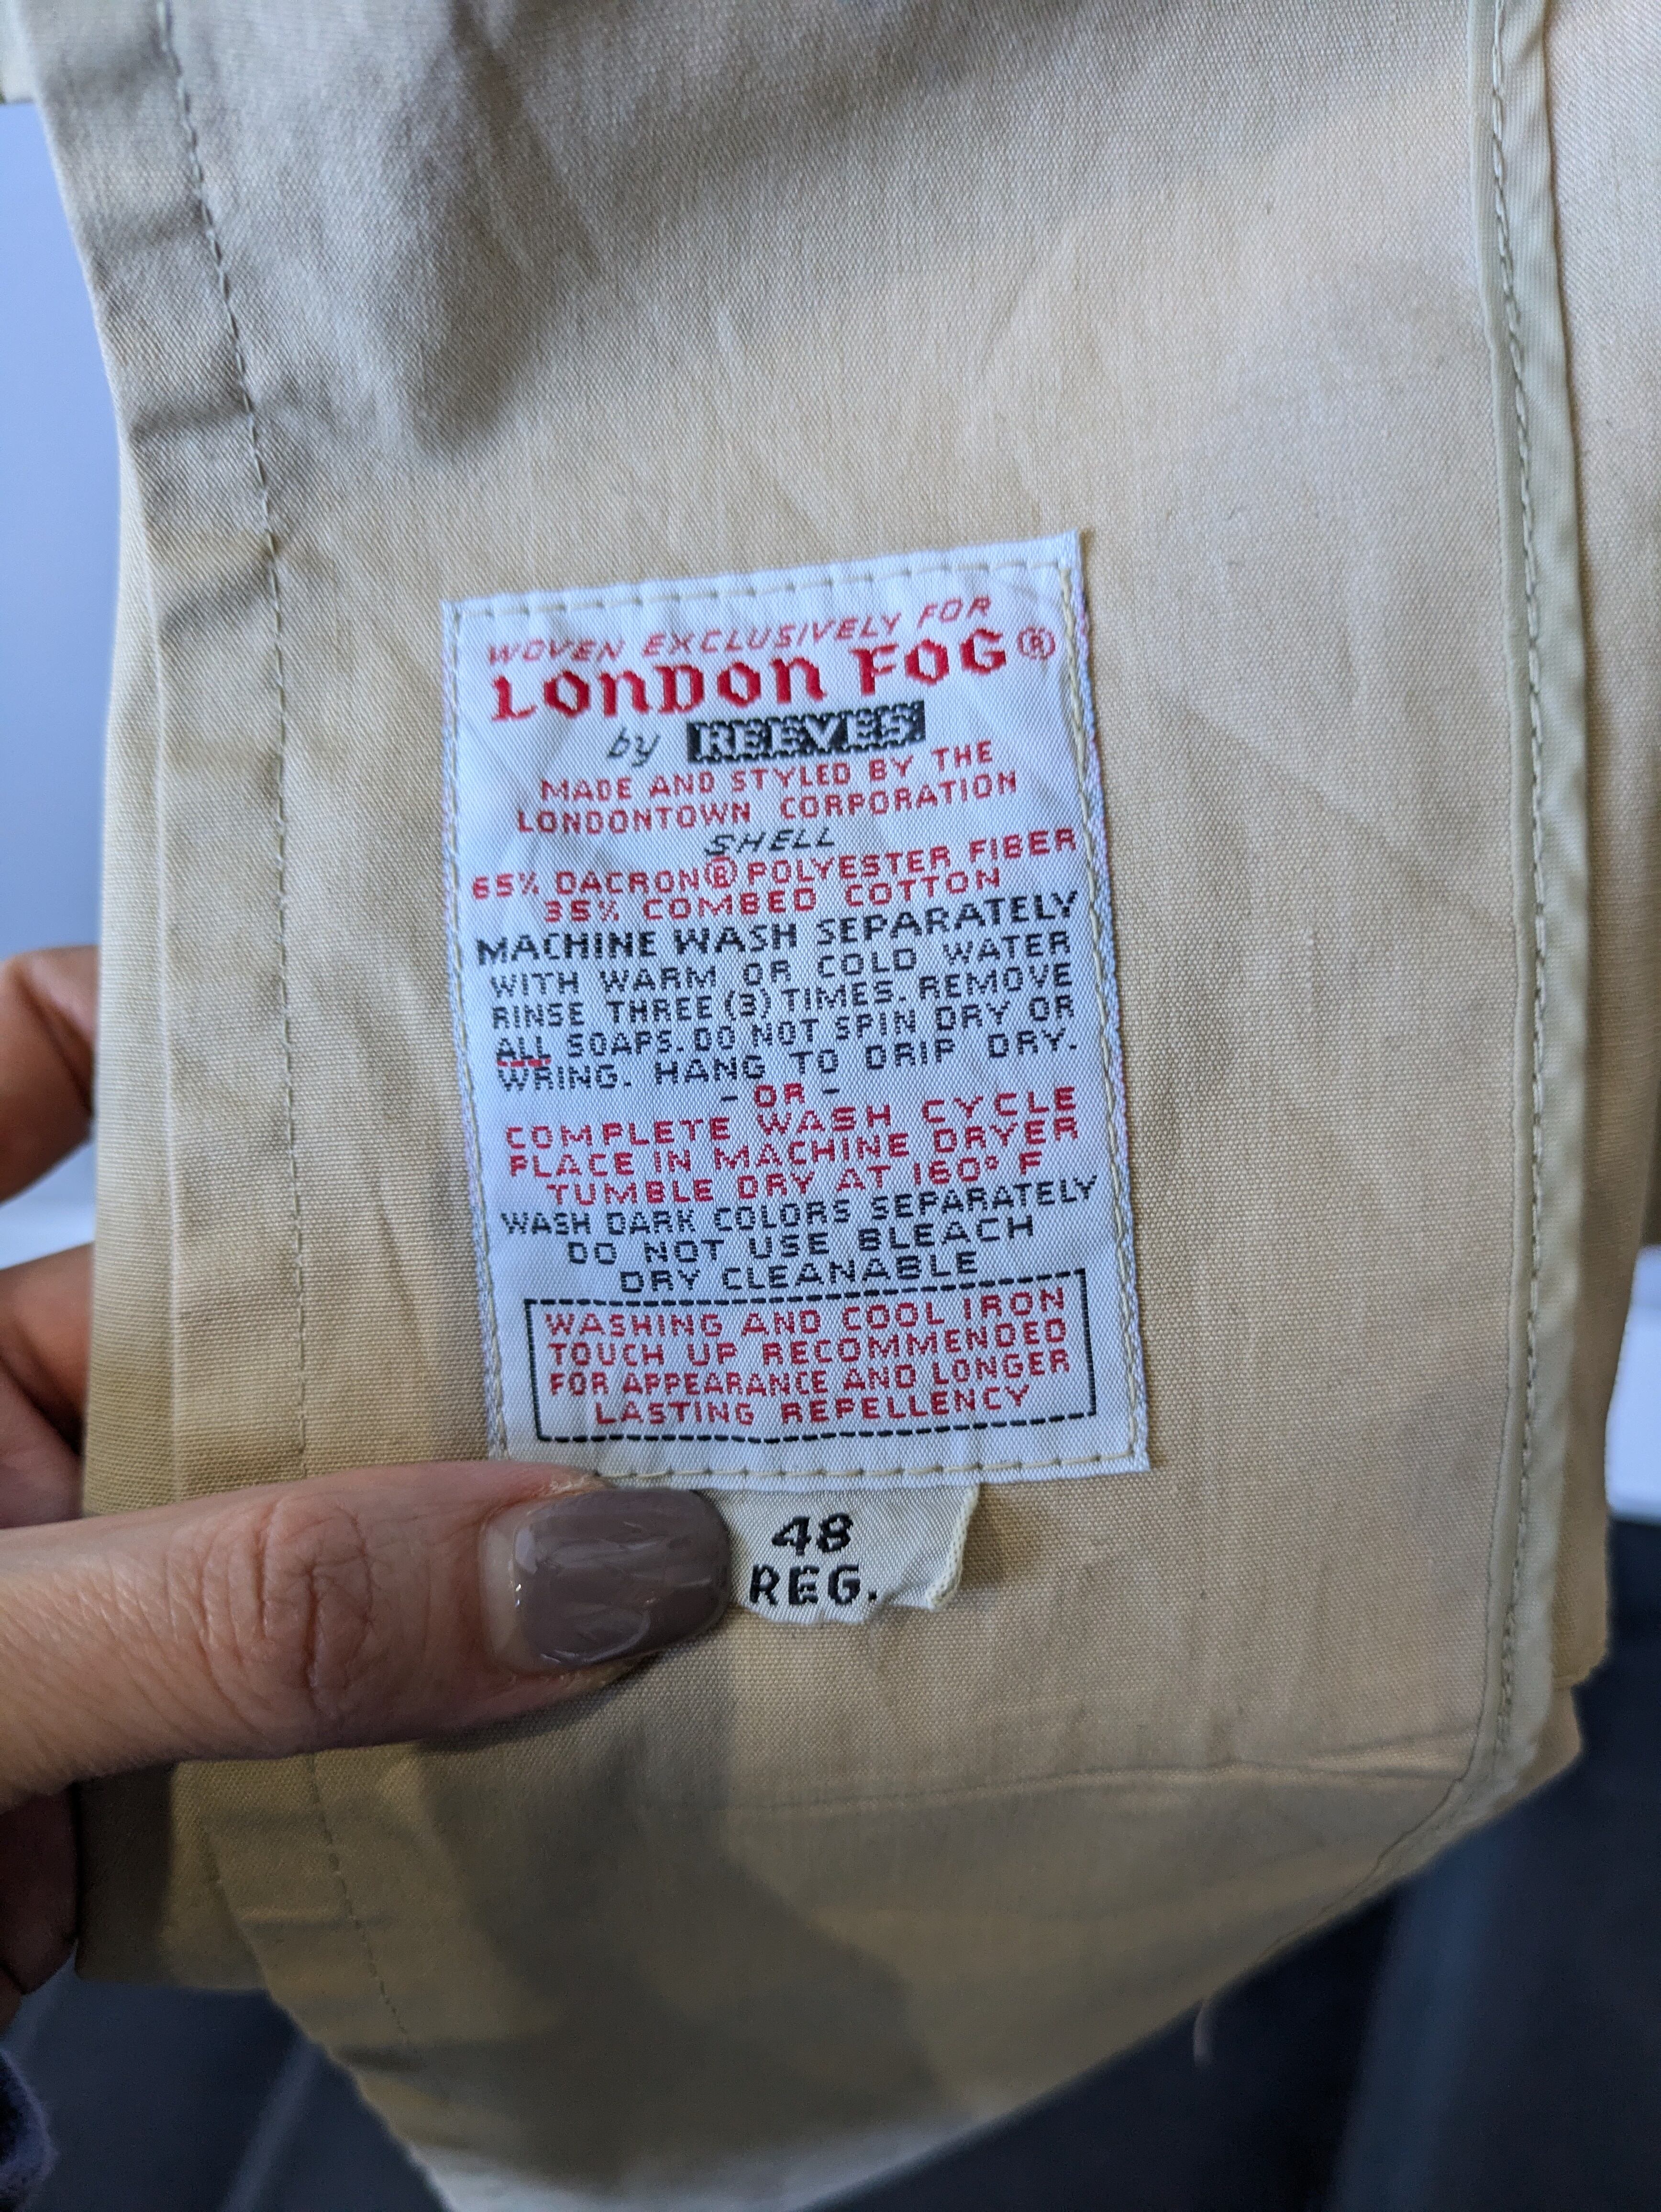 WOVEN EXCLUSIVELY FOR
LONDON FOG®
by REEVES
MADE AND STYLED BY THE
LONDONTOWN CORPORATION
SHELL
65% DACRON® POLYESTER FIBER
35% COMBED COTTON
MACHINE WASH SEPARATELY
WITH WARM OR COLD WATER
RINSE THREE (3) TIMES. REMOVE
ALL SOAPS. DO NOT SPIN DRY OR
WRING. HANG TO DRIP DRY.
- OR -
COMPLETE WASH CYCLE
PLACE IN MACHINE DRYER
TUMBLE DRY AT 160° F
WASH DARK COLORS SEPARATELY
DO NOT USE BLEACH
DRY CLEANABLE
WASHING AND COOL IRON
TOUCH UP RECOMMENDED
FOR APPEARANCE AND LONGER
LASTING REPELLENCY
48
REG.